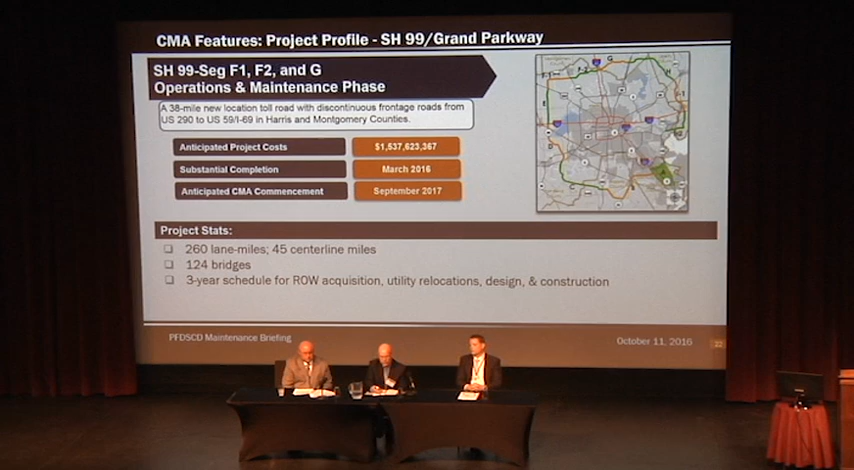 CMA Features: Project Profile - SH 99/Grand Parkway
SH 99-Seg F1, F2, and G
Operations & Maintenance Phase
A 38-mile new location toll road with discontinuous frontage roads from
US 290 to US 59/I-69 in Harris and Montgomery Counties.
Anticipated Project Costs $1,537,623,367
Substantial Completion March 2016
Anticipated CMA Commencement September 2017
Project Stats:
260 lane-miles; 45 centerline miles
124 bridges
3-year schedule for ROW acquisition, utility relocations, design, & construction
PFDSCD Maintenance Briefing October 11, 2016 22